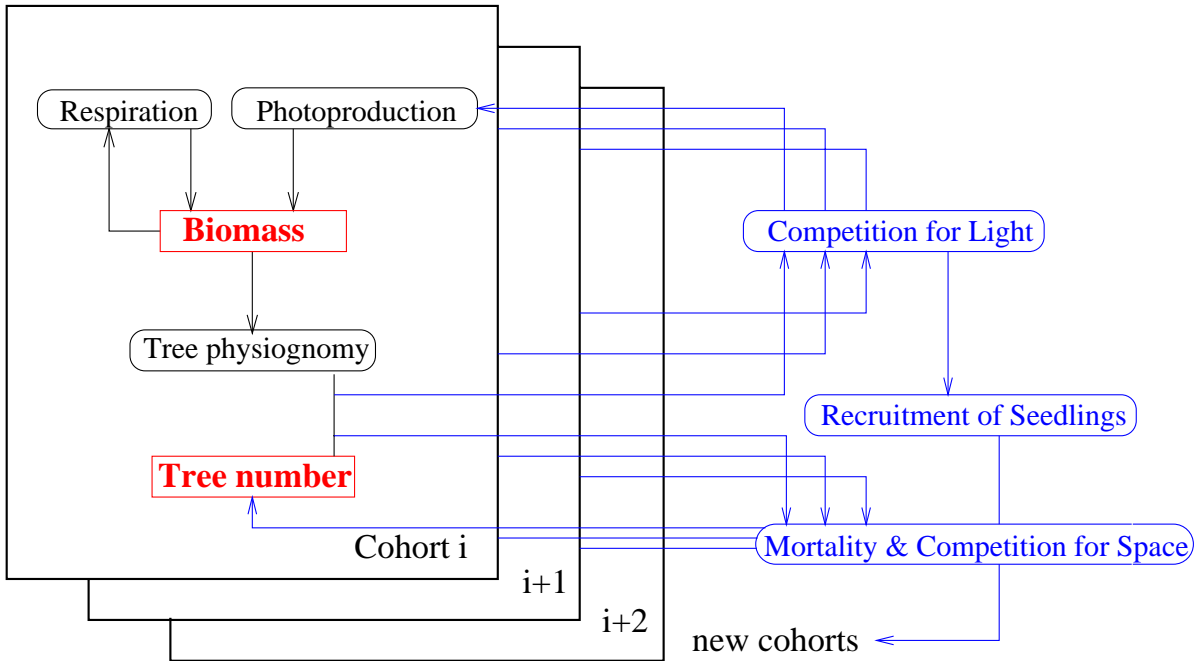 Respiration
Photoproduction
Biomass
Competition for Light
Tree physiognomy
Recruitment of Seedlings
Tree number
Cohort i
Mortality & Competition for Space
i+1
i+2
new cohorts